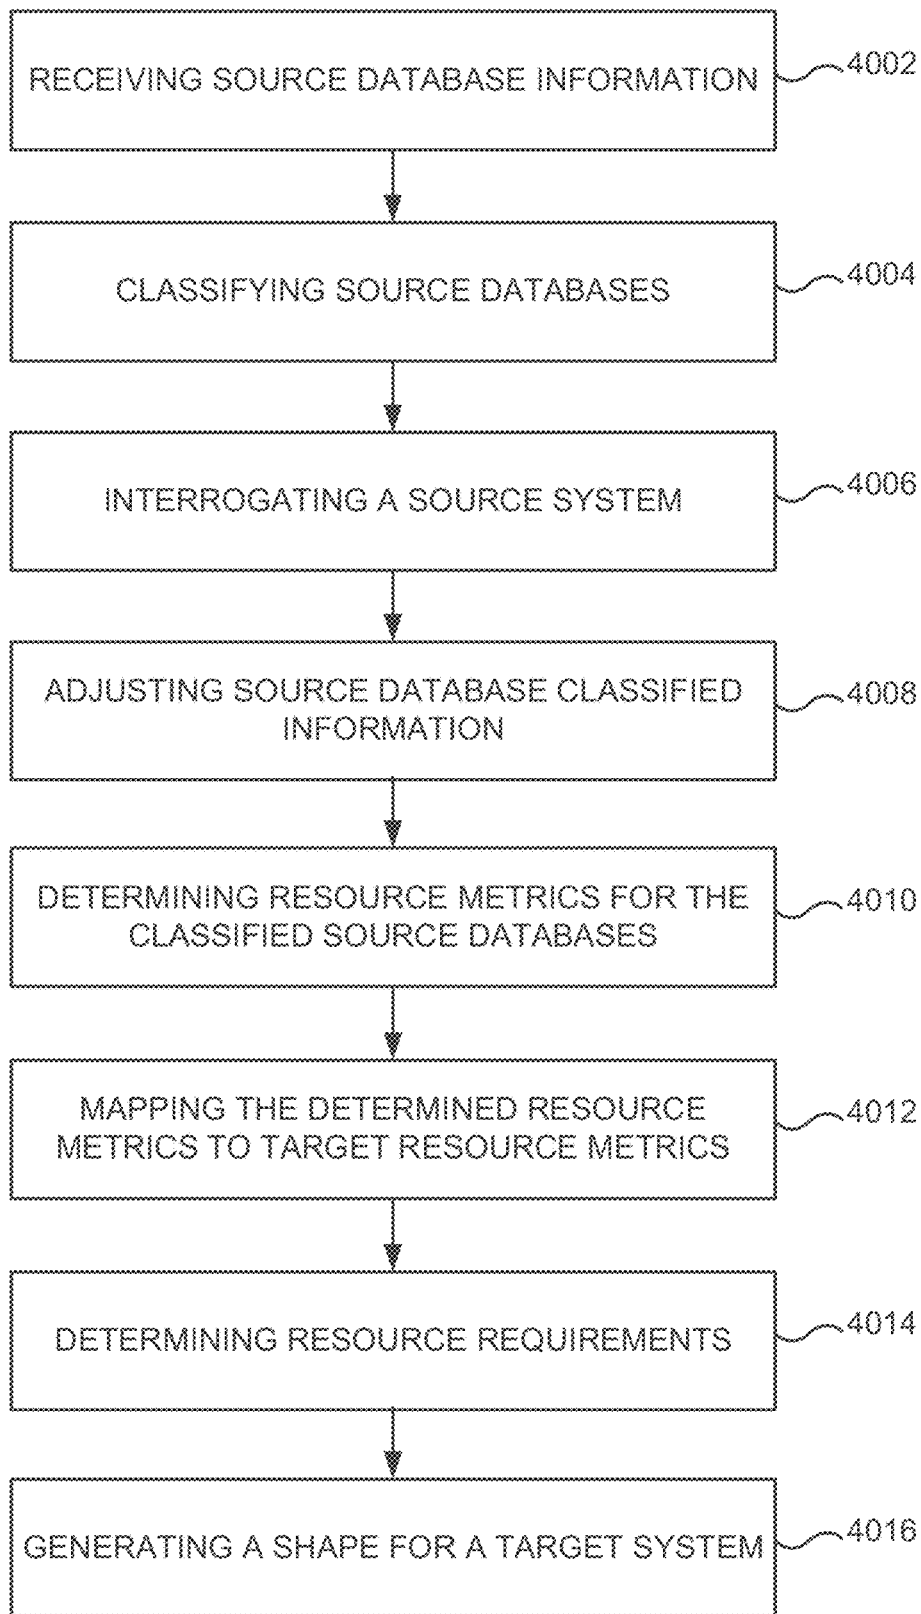 RECEIVING SOURCE DATABASE INFORMATION
4002
CLASSIFYING SOURCE DATABASES
4004
INTERROGATING A SOURCE SYSTEM
4006
ADJUSTING SOURCE DATABASE CLASSIFIED
INFORMATION
4008
DETERMINING RESOURCE METRICS FOR THE
CLASSIFIED SOURCE DATABASES
4010
MAPPING THE DETERMINED RESOURCE
METRICS TO TARGET RESOURCE METRICS
4012
DETERMINING RESOURCE REQUIREMENTS
4014
GENERATING A SHAPE FOR A TARGET SYSTEM
4016